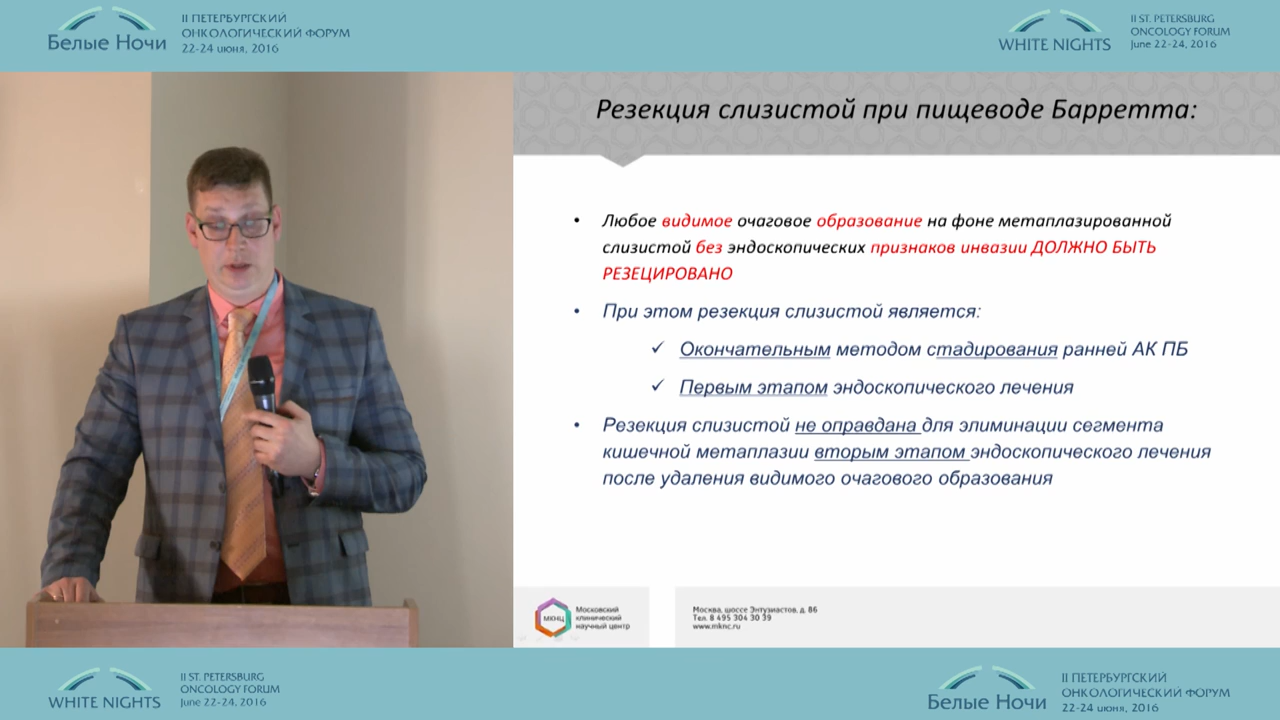 Белые Ночи
II ПЕТЕРБУРГСКИЙ
ОНКОЛОГИЧЕСКИЙ ФОРУМ
22-24 июня, 2016
WHITE NIGHTS
II ST. PETERSBURG
ONCOLOGY FORUM
June 22-24, 2016
Резекция слизистой при пищеводе Барретта:
• Любое видимое очаговое образование на фоне метаплазированной
слизистой без эндоскопических признаков инвазии ДОЛЖНО БЫТЬ
РЕЗЕЦИРОВАНО
• При этом резекция слизистой является:
✓ Окончательным методом стадирования ранней АК ПБ
✓ Первым этапом эндоскопического лечения
• Резекция слизистой не оправдана для элиминации сегмента
кишечной метаплазии вторым этапом эндоскопического лечения
после удаления видимого очагового образования
МКНЦ
Московский
клинический
научный центр
Москва, шоссе Энтузиастов, д. 86
Тел. 8 495 304 30 39
www.mknc.ru
WHITE NIGHTS
II ST. PETERSBURG
ONCOLOGY FORUM
June 22-24, 2016
Белые Ночи
II ПЕТЕРБУРГСКИЙ
ОНКОЛОГИЧЕСКИЙ ФОРУМ
22-24 июня, 2016